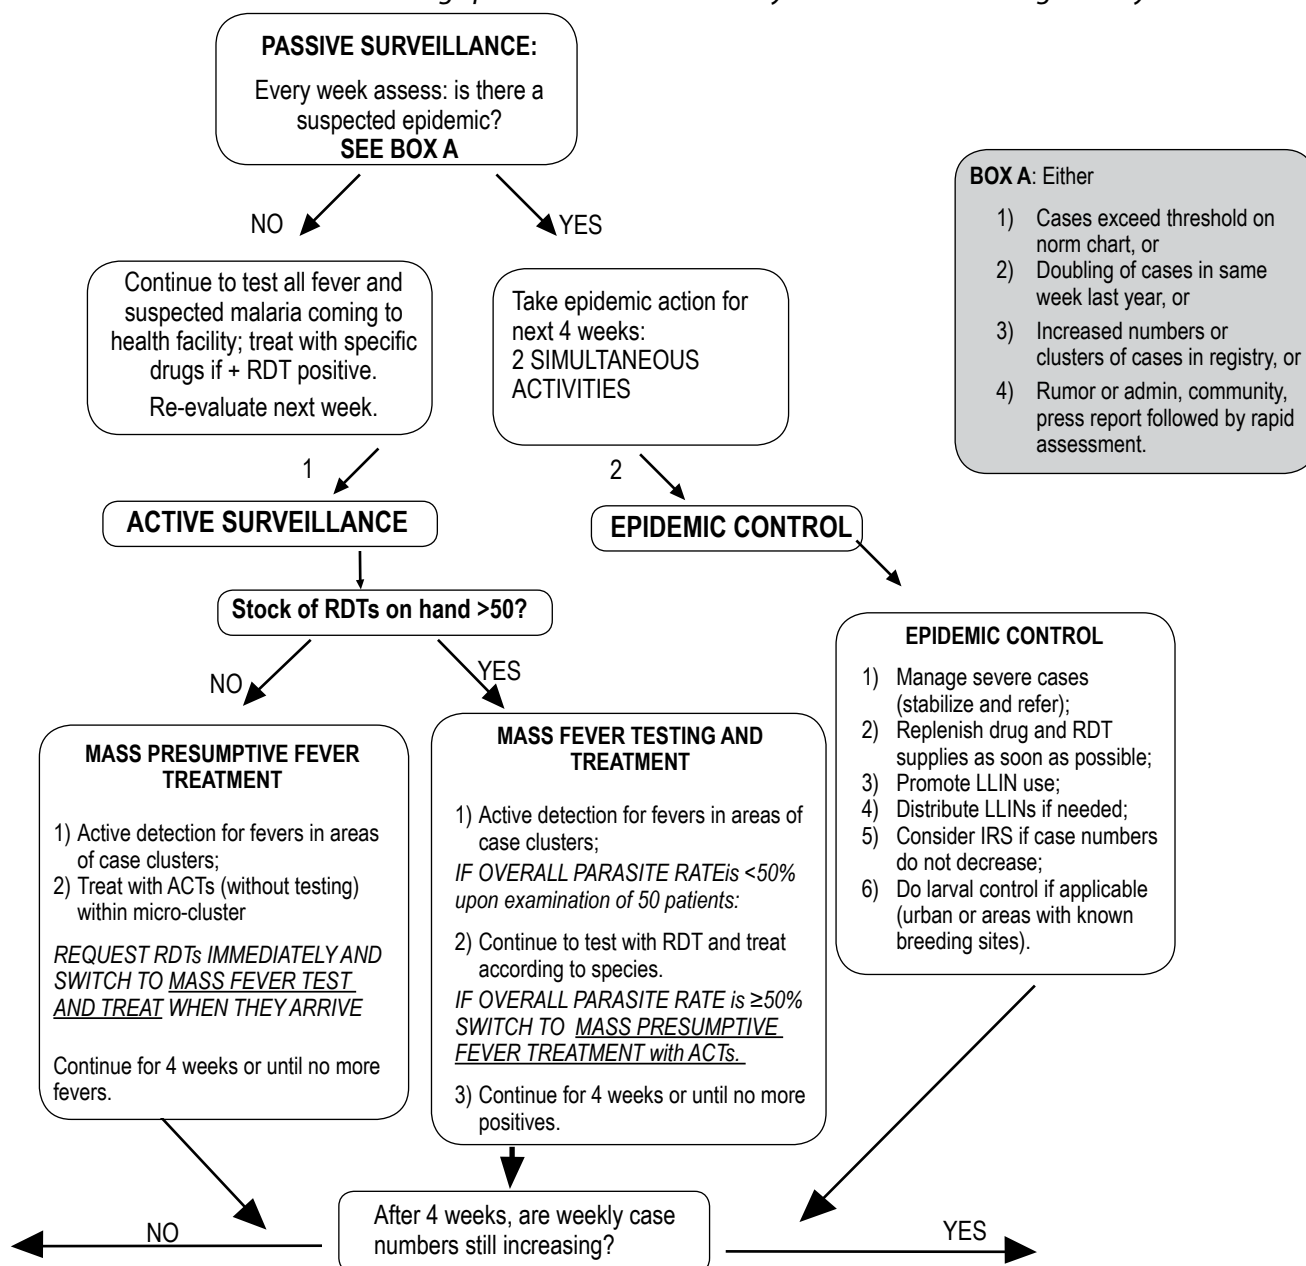 PASSIVE SURVEILLANCE:
Every week assess: is there a
suspected epidemic?
SEE BOX A
NO
YES
BOX A: Either
1) Cases exceed threshold on
norm chart, or
2) Doubling of cases in same
week last year, or
3) Increased numbers or
clusters of cases in registry, or
4) Rumor or admin, community,
press report followed by rapid
assessment.
Continue to test all fever and
suspected malaria coming to
health facility; treat with specific
drugs if + RDT positive.
Re-evaluate next week.
Take epidemic action for
next 4 weeks:
2 SIMULTANEOUS
ACTIVITIES
1
2
ACTIVE SURVEILLANCE
EPIDEMIC CONTROL
Stock of RDTs on hand >50?
NO
YES
MASS PRESUMPTIVE FEVER
TREATMENT
1) Active detection for fevers in areas
of case clusters;
2) Treat with ACTs (without testing)
within micro-cluster
REQUEST RDTs IMMEDIATELY AND
SWITCH TO MASS FEVER TEST
AND TREAT WHEN THEY ARRIVE
Continue for 4 weeks or until no more
fevers.
MASS FEVER TESTING AND
TREATMENT
1) Active detection for fevers in areas of
case clusters;
IF OVERALL PARASITE RATEis <50%
upon examination of 50 patients:
2) Continue to test with RDT and treat
according to species.
IF OVERALL PARASITE RATE is ≥50%
SWITCH TO MASS PRESUMPTIVE
FEVER TREATMENT with ACTs.
3) Continue for 4 weeks or until no more
positives.
EPIDEMIC CONTROL
1) Manage severe cases
(stabilize and refer);
2) Replenish drug and RDT
supplies as soon as possible;
3) Promote LLIN use;
4) Distribute LLINs if needed;
5) Consider IRS if case numbers
do not decrease;
6) Do larval control if applicable
(urban or areas with known
breeding sites).
After 4 weeks, are weekly case
numbers still increasing?
NO
YES